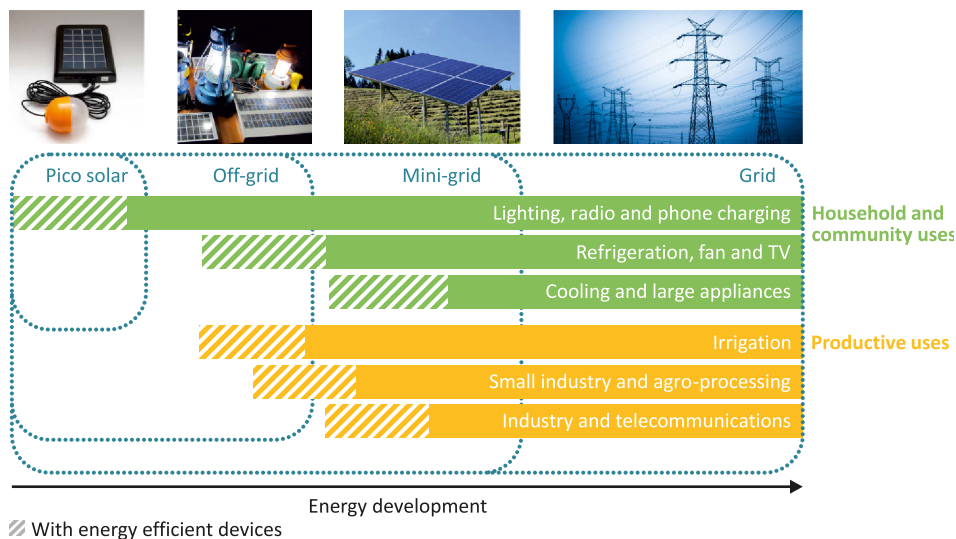 Pico solar
Off-grid
Mini-grid
Grid
Lighting, radio and phone charging
Household and
community uses
Refrigeration, fan and TV
Cooling and large appliances
Irrigation
Productive uses
Small industry and agro-processing
Industry and telecommunications
Energy development
With energy efficient devices